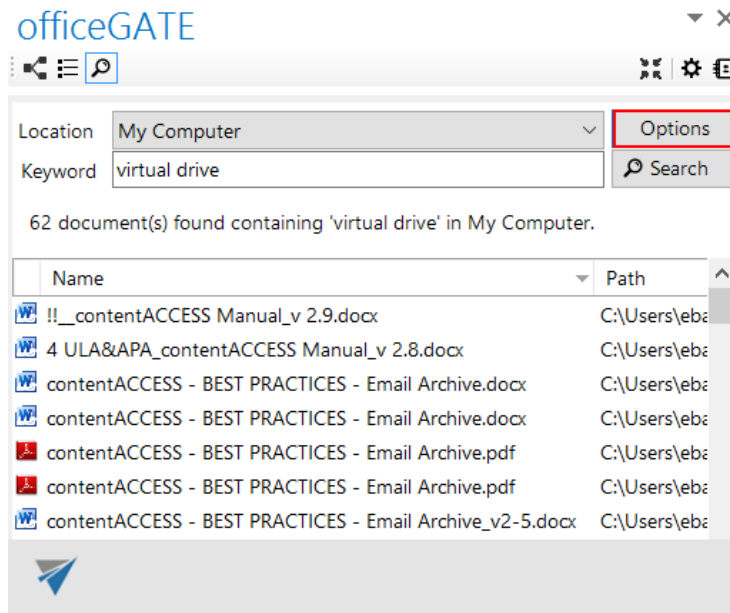 officeGATE
Location My Computer Options
Keyword virtual drive Search
62 document(s) found containing 'virtual drive' in My Computer.
Name Path
!!__contentACCESS Manual_v 2.9.docx C:\Users\eba
4 ULA&APA_contentACCESS Manual_v 2.8.docx C:\Users\eba
contentACCESS - BEST PRACTICES - Email Archive.docx C:\Users\eba
contentACCESS - BEST PRACTICES - Email Archive.docx C:\Users\eba
contentACCESS - BEST PRACTICES - Email Archive.pdf C:\Users\eba
contentACCESS - BEST PRACTICES - Email Archive.pdf C:\Users\eba
contentACCESS - BEST PRACTICES - Email Archive_v2-5.docx C:\Users\eba